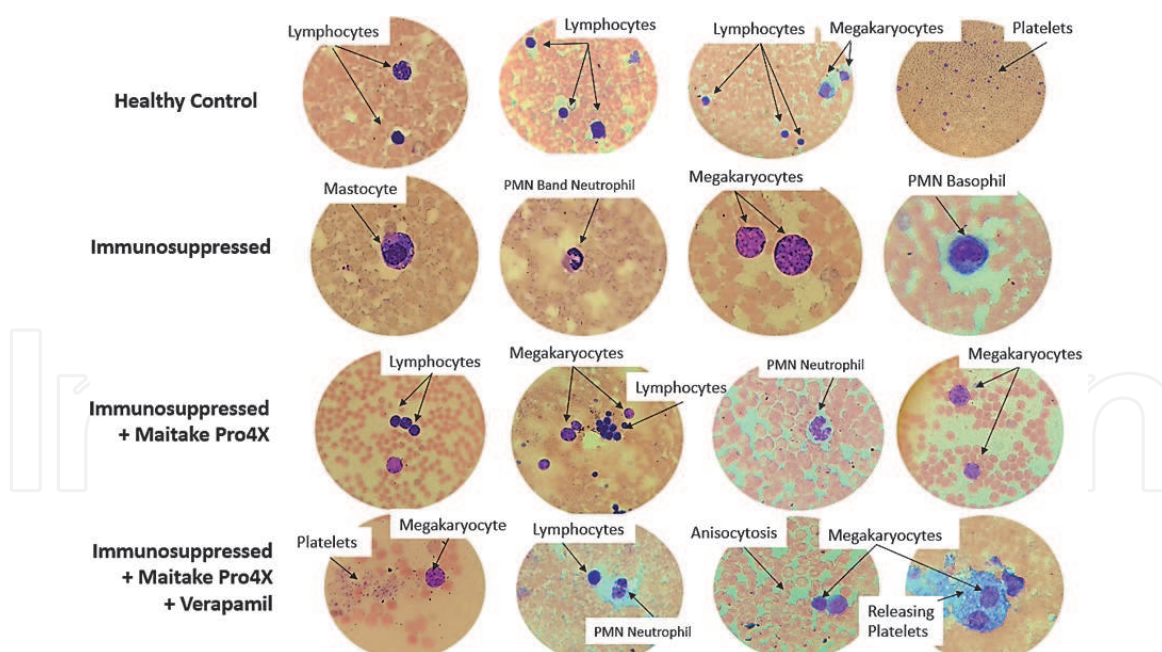 Lymphocytes
Lymphocytes
Lymphocytes
Megakaryocytes
Platelets
Healthy Control
Mastocyte
PMN Band Neutrophil
Megakaryocytes
PMN Basophil
Immunosuppressed
Lymphocytes
Megakaryocytes
Lymphocytes
PMN Neutrophil
Megakaryocytes
Immunosuppressed
+ Maitake Pro4X
Platelets
Megakaryocyte
Lymphocytes
PMN Neutrophil
Anisocytosis
Megakaryocytes
Releasing
Platelets
Immunosuppressed
+ Maitake Pro4X
+ Verapamil